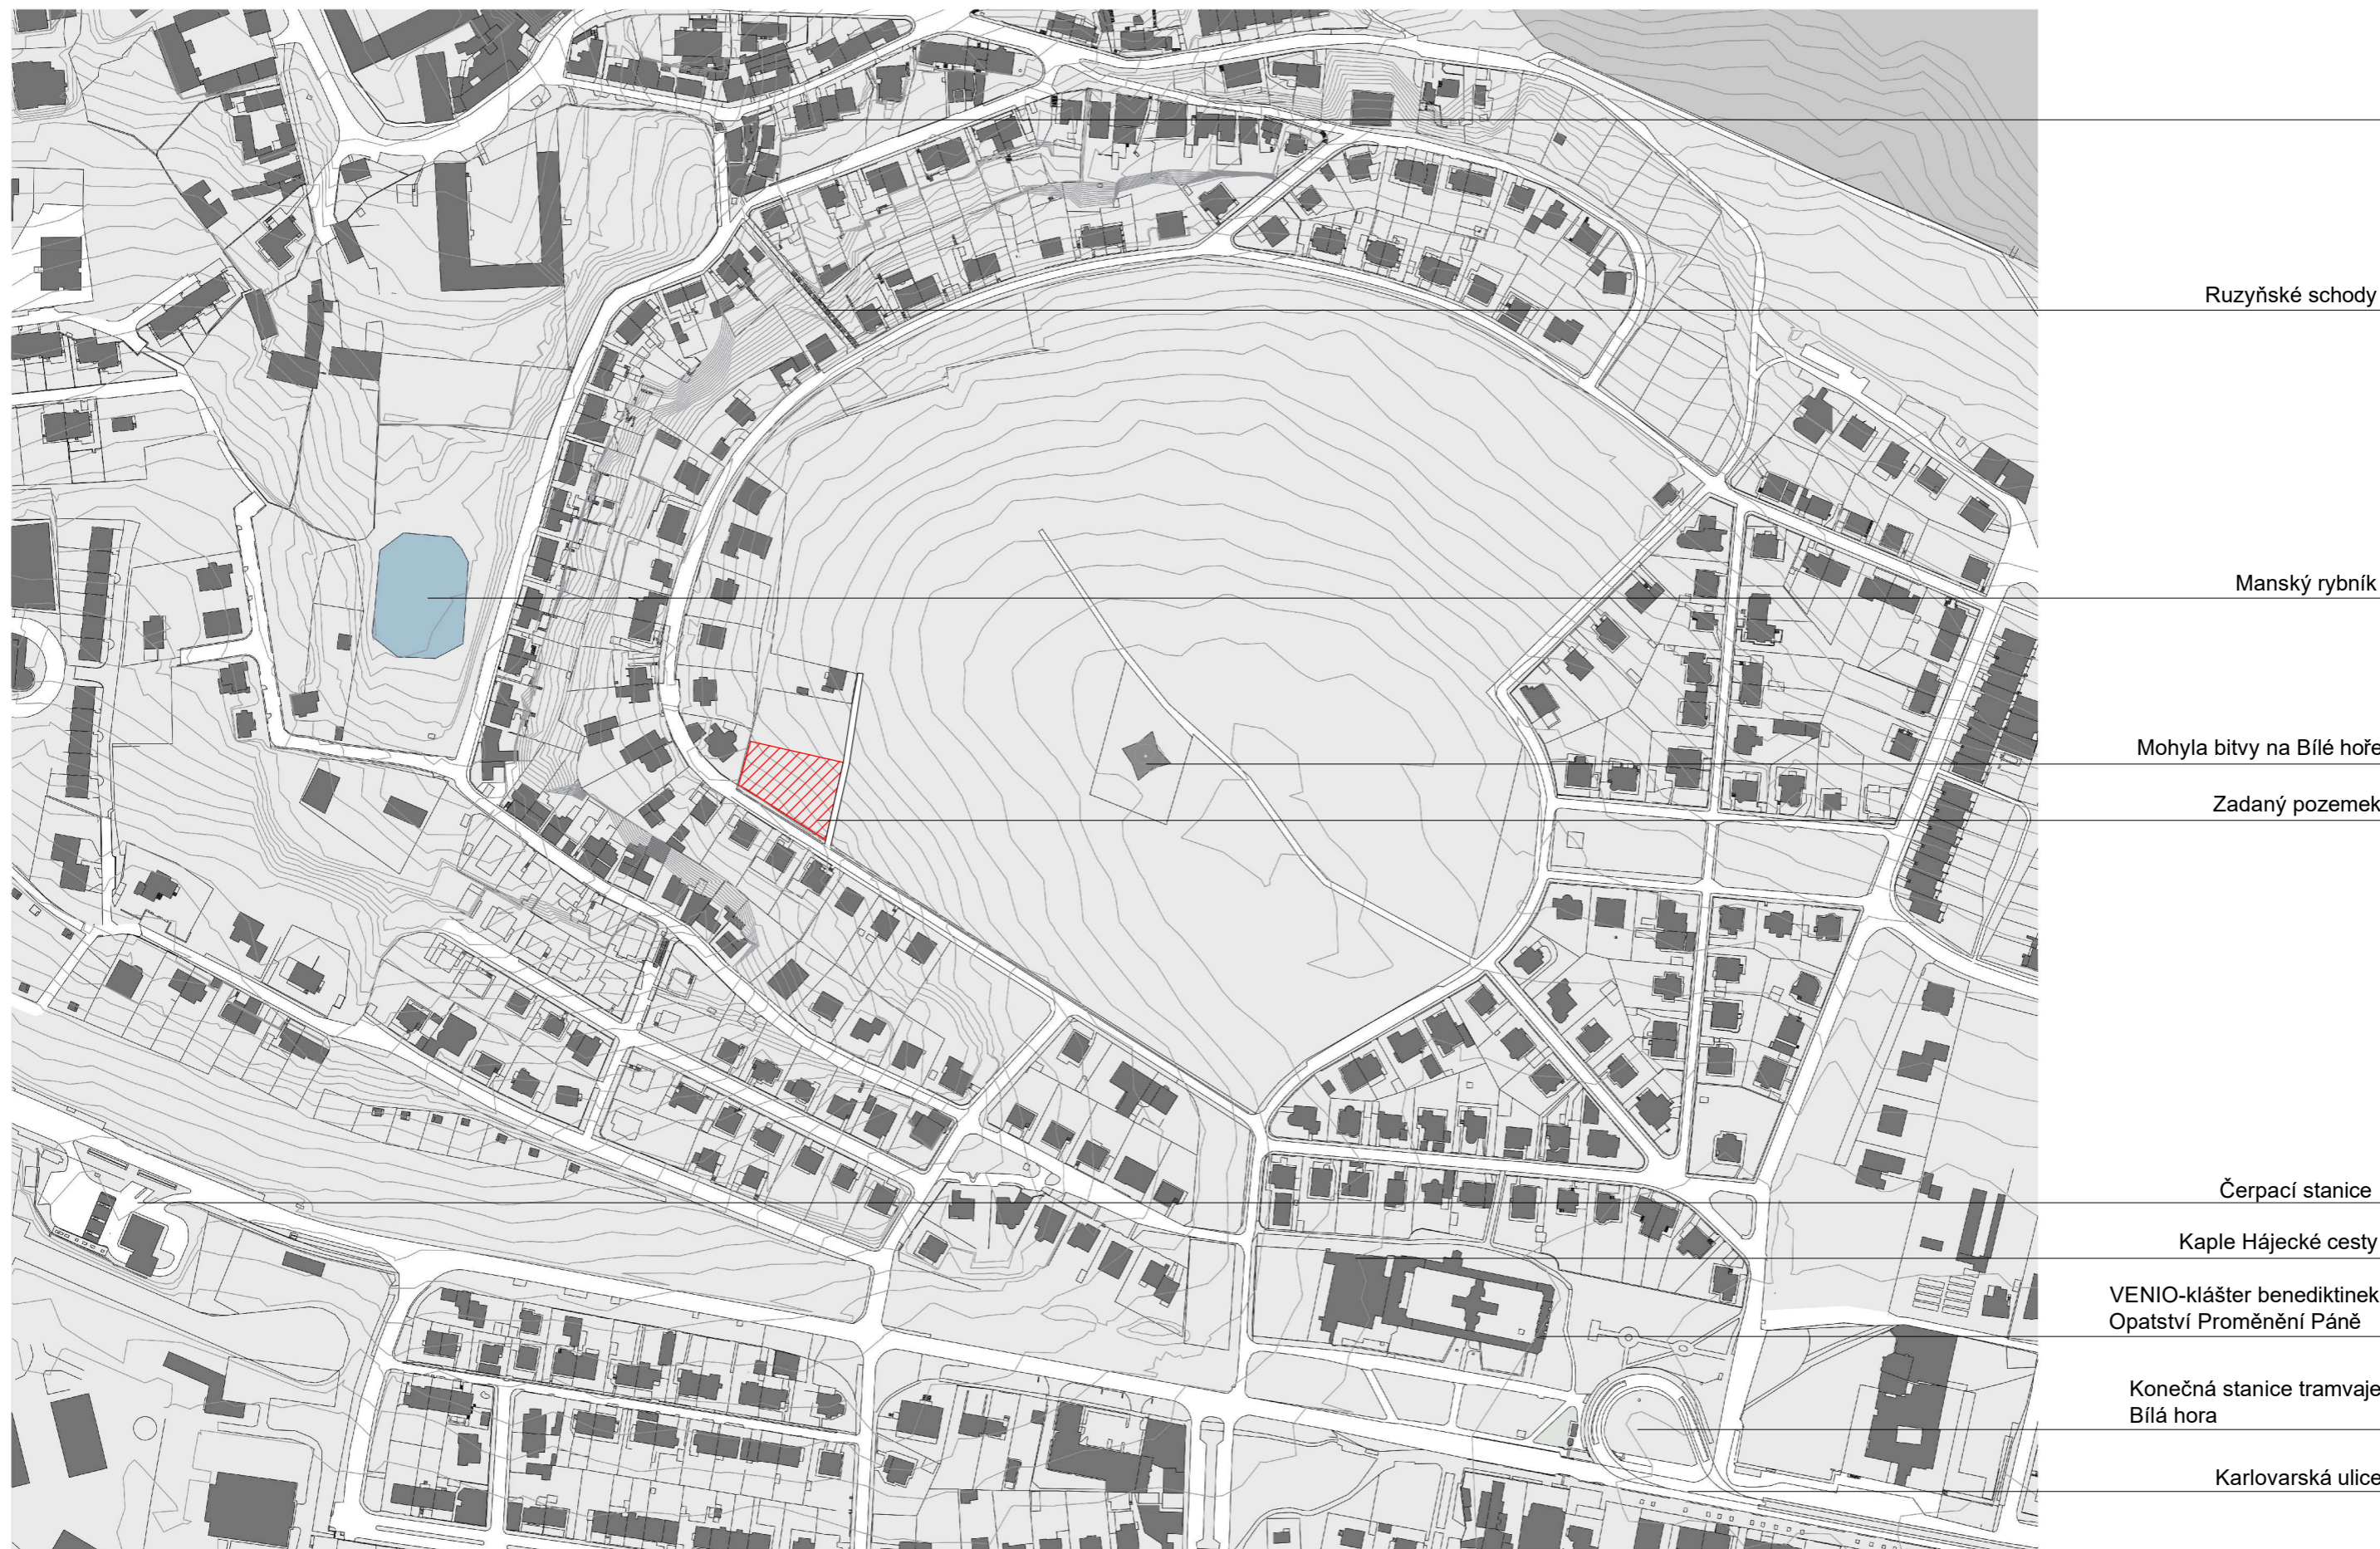 Ruzyňské schody
Manský rybník
Mohyla bitvy na Bílé hoře
Zadaný pozemek
Čerpací stanice
Kaple Hájecké cesty
VENIO-klášter benediktinek
Opatství Proměnění Páně
Konečná stanice tramvaje
Bílá hora
Karlovarská ulice